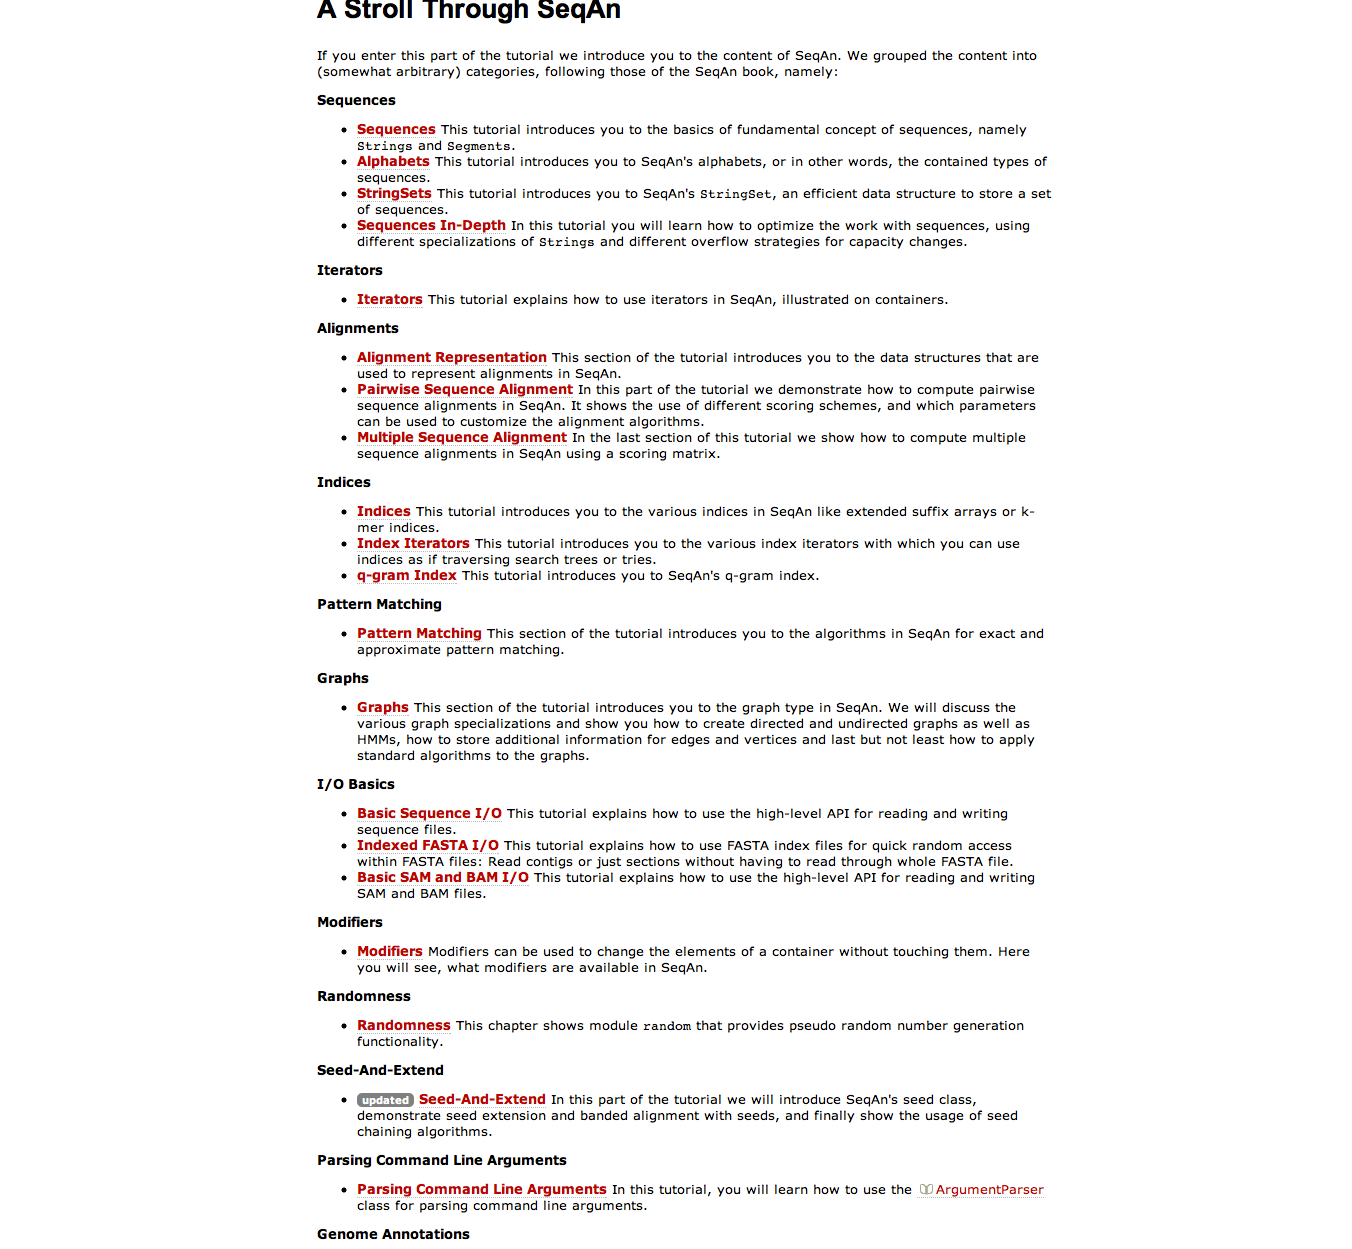 A Stroll Through SeqAn
If you enter this part of the tutorial we introduce you to the content of SeqAn. We grouped the content into
(somewhat arbitrary) categories, following those of the SeqAn book, namely:
Sequences
• Sequences This tutorial introduces you to the basics of fundamental concept of sequences, namely
Strings and Segments.
• Alphabets This tutorial introduces you to SeqAn's alphabets, or in other words, the contained types of
sequences.
• StringSets This tutorial introduces you to SeqAn's StringSet, an efficient data structure to store a set
of sequences.
• Sequences In-Depth In this tutorial you will learn how to optimize the work with sequences, using
different specializations of Strings and different overflow strategies for capacity changes.
Iterators
• Iterators This tutorial explains how to use iterators in SeqAn, illustrated on containers.
Alignments
• Alignment Representation This section of the tutorial introduces you to the data structures that are
used to represent alignments in SeqAn.
• Pairwise Sequence Alignment In this part of the tutorial we demonstrate how to compute pairwise
sequence alignments in SeqAn. It shows the use of different scoring schemes, and which parameters
can be used to customize the alignment algorithms.
• Multiple Sequence Alignment In the last section of this tutorial we show how to compute multiple
sequence alignments in SeqAn using a scoring matrix.
Indices
• Indices This tutorial introduces you to the various indices in SeqAn like extended suffix arrays or k-
mer indices.
• Index Iterators This tutorial introduces you to the various index iterators with which you can use
indices as if traversing search trees or tries.
• q-gram Index This tutorial introduces you to SeqAn's q-gram index.
Pattern Matching
• Pattern Matching This section of the tutorial introduces you to the algorithms in SeqAn for exact and
approximate pattern matching.
Graphs
• Graphs This section of the tutorial introduces you to the graph type in SeqAn. We will discuss the
various graph specializations and show you how to create directed and undirected graphs as well as
HMMs, how to store additional information for edges and vertices and last but not least how to apply
standard algorithms to the graphs.
I/O Basics
• Basic Sequence I/O This tutorial explains how to use the high-level API for reading and writing
sequence files.
• Indexed FASTA I/O This tutorial explains how to use FASTA index files for quick random access
within FASTA files: Read contigs or just sections without having to read through whole FASTA file.
• Basic SAM and BAM I/O This tutorial explains how to use the high-level API for reading and writing
SAM and BAM files.
Modifiers
• Modifiers Modifiers can be used to change the elements of a container without touching them. Here
you will see, what modifiers are available in SeqAn.
Randomness
• Randomness This chapter shows module random that provides pseudo random number generation
functionality.
Seed-And-Extend
• updated Seed-And-Extend In this part of the tutorial we will introduce SeqAn's seed class,
demonstrate seed extension and banded alignment with seeds, and finally show the usage of seed
chaining algorithms.
Parsing Command Line Arguments
• Parsing Command Line Arguments In this tutorial, you will learn how to use the ArgumentParser
class for parsing command line arguments.
Genome Annotations